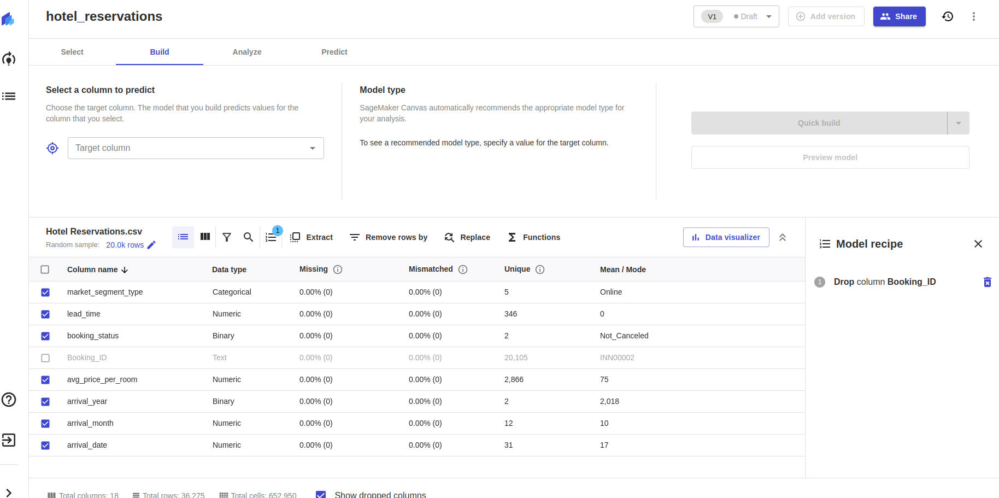 hotel_reservations
V1
Draft
Add version
Share
Select
Build
Analyze
Predict
Select a column to predict
Choose the target column. The model that you build predicts values for the
column that you select.
Target column
Model type
SageMaker Canvas automatically recommends the appropriate model type for
your analysis.
To see a recommended model type, specify a value for the target column.
Quick build
Preview model
Hotel Reservations.csv
Random sample: 20.0k rows
1
Extract
Remove rows by
Replace
Functions
Data visualizer
Column name Data type Missing Mismatched Unique Mean / Mode
market_segment_type Categorical 0.00% (0) 0.00% (0) 5 Online
lead_time Numeric 0.00% (0) 0.00% (0) 346 0
booking_status Binary 0.00% (0) 0.00% (0) 2 Not_Canceled
Booking_ID Text 0.00% (0) 0.00% (0) 20,105 INN00002
avg_price_per_room Numeric 0.00% (0) 0.00% (0) 2,866 75
arrival_year Binary 0.00% (0) 0.00% (0) 2 2,018
arrival_month Numeric 0.00% (0) 0.00% (0) 12 10
arrival_date Numeric 0.00% (0) 0.00% (0) 31 17
Model recipe
1 Drop column Booking_ID
Total columns: 18 Total rows: 36,275 Total cells: 652,950 Show dropped columns